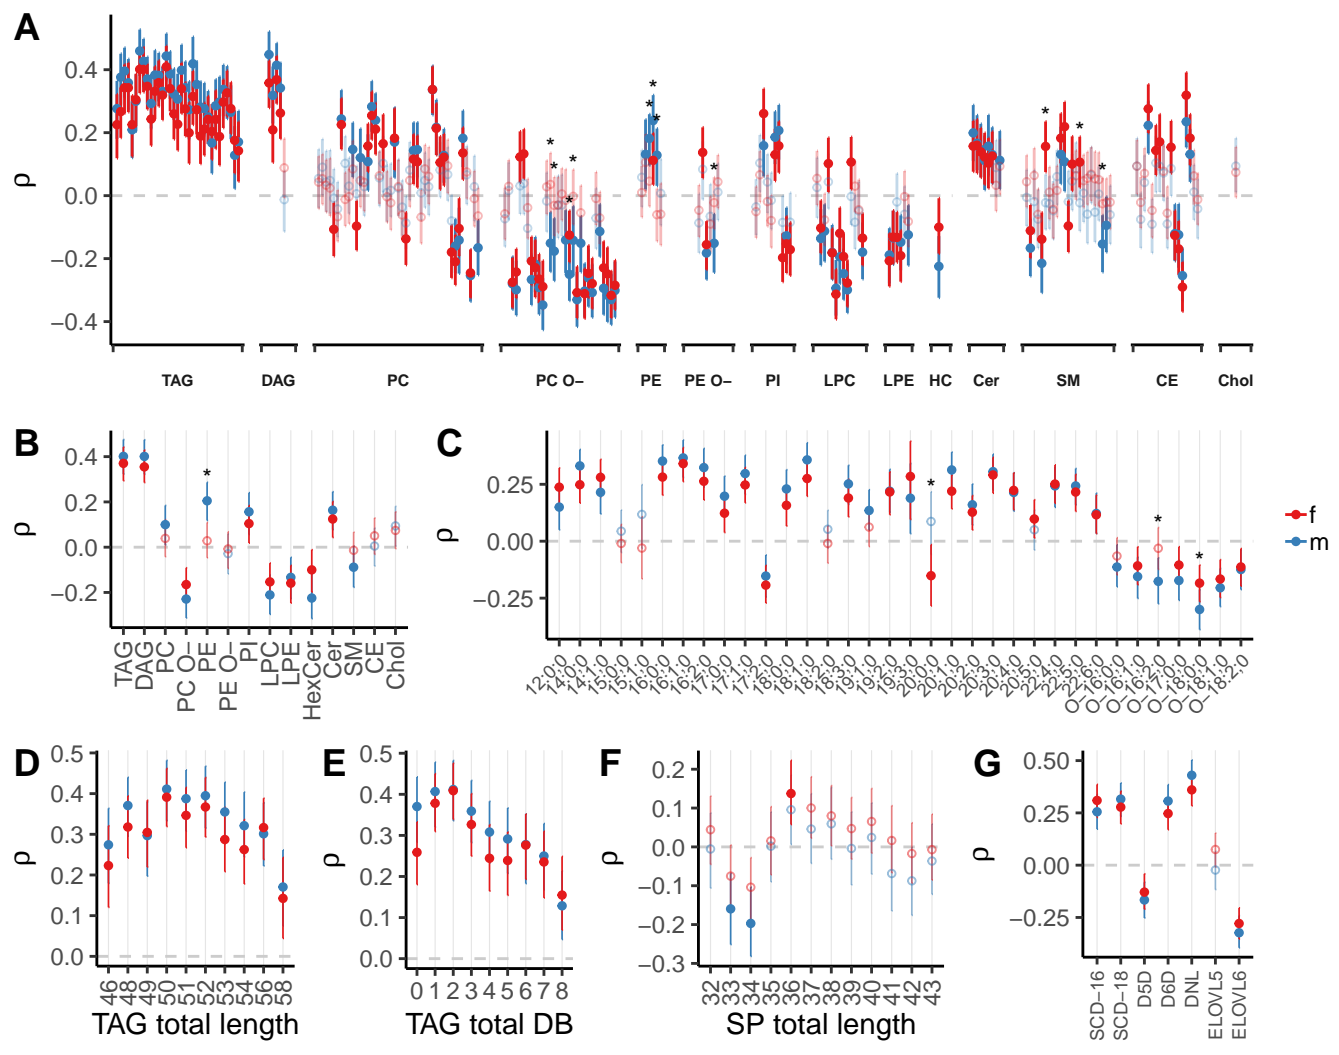 A
ρ
0.4
0.2
0.0
−0.2
−0.4
* * * * * * * * * * * *
TAG DAG PC PC O− PE PE O− PI LPC LPE HC Cer SM CE Chol
B
ρ
0.4
0.2
0.0
−0.2
*
TAG DAG PC PC O− PE PE O− PI LPC LPE HexCer Cer SM CE Chol
C
ρ
0.25
0.00
−0.25
* * *
12:0;0 14:0;0 14:1;0 15:0;0 15:1;0 16:0;0 16:1;0 16:2;0 17:0;0 17:1;0 17:2;0 18:0;0 18:1;0 18:2;0 18:3;0 19:1;0 19:2;0 19:3;0 20:0;0 20:1;0 20:2;0 20:3;0 20:4;0 20:5;0 22:4;0 22:5;0 22:6;0 O−16:0;0 O−16:1;0 O−16:2;0 O−17:0;0 O−18:0;0 O−18:1;0 O−18:2;0
f
m
D
ρ
0.5
0.4
0.3
0.2
0.1
0.0
46 48 49 50 51 52 53 54 56 58
TAG total length
E
ρ
0.5
0.4
0.3
0.2
0.1
0.0
0 1 2 3 4 5 6 7 8
TAG total DB
F
ρ
0.2
0.1
0.0
−0.1
−0.2
−0.3
32 33 34 35 36 37 38 39 40 41 42 43
SP total length
G
ρ
0.50
0.25
0.00
−0.25
SCD−16 SCD−18 D5D D6D DNL ELOVL5 ELOVL6